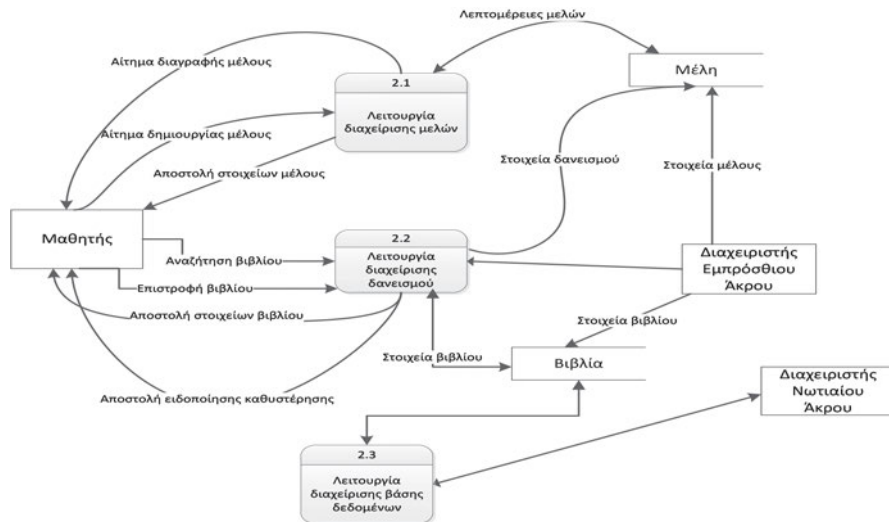 Λεπτομέρειες μελών
Αίτημα διαγραφής μέλους
2.1
Λειτουργία
διαχείρισης μελών
Μέλη
Αίτημα δημιουργίας μέλους
Στοιχεία δανεισμού
Στοιχεία μέλους
Αποστολή στοιχείων μέλους
Μαθητής
2.2
Λειτουργία
διαχείρισης
δανεισμού
Αναζήτηση βιβλίου
Διαχειριστής
Εμπρόσθιου
Άκρου
Επιστροφή βιβλίου
Αποστολή στοιχείων βιβλίου
Στοιχεία βιβλίου
Στοιχεία βιβλίου
Βιβλία
Διαχειριστής
Νωτιαίου
Άκρου
Αποστολή ειδοποίησης καθυστέρησης
2.3
Λειτουργία
διαχείρισης βάσης
δεδομένων